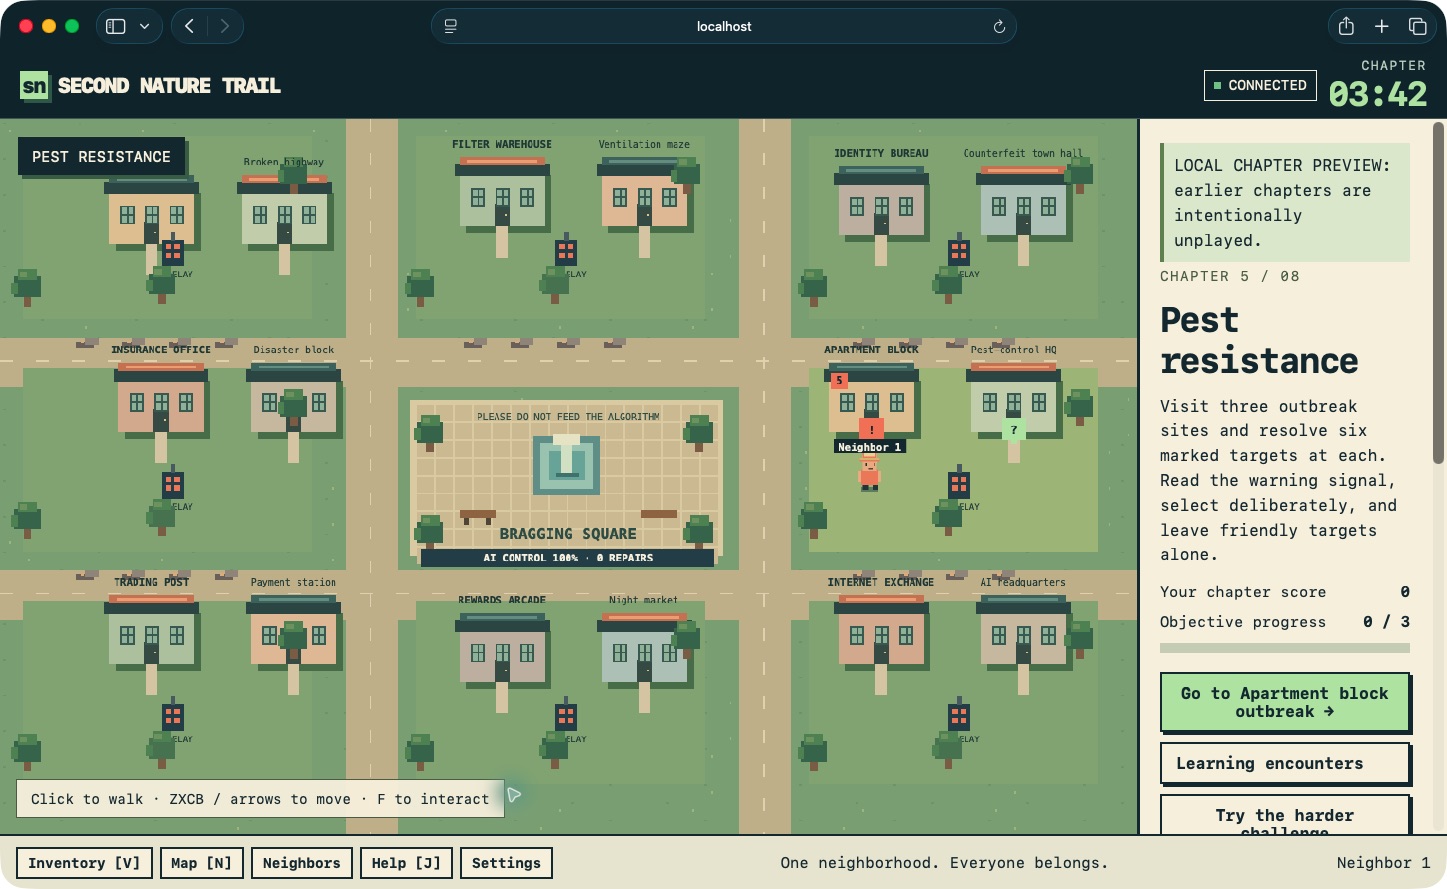 localhost
sn SECOND NATURE TRAIL
CONNECTED
CHAPTER
03:42
PEST RESISTANCE
Broken highway
FILTER WAREHOUSE
Ventilation maze
IDENTITY BUREAU
Counterfeit town hall
INSURANCE OFFICE
Disaster block
APARTMENT BLOCK
Pest control HQ
5
!
?
Neighbor 1
PLEASE DO NOT FEED THE ALGORITHM
BRAGGING SQUARE
AI CONTROL 100% · 0 REPAIRS
TRADING POST
Payment station
REWARDS ARCADE
Night market
INTERNET EXCHANGE
AI headquarters
Click to walk · ZXCB / arrows to move · F to interact
LOCAL CHAPTER PREVIEW:
earlier chapters are
intentionally
unplayed.
CHAPTER 5 / 08
Pest
resistance
Visit three outbreak
sites and resolve six
marked targets at each.
Read the warning signal,
select deliberately, and
leave friendly targets
alone.
Your chapter score 0
Objective progress 0 / 3
Go to Apartment block
outbreak →
Learning encounters
Try the harder
challenge
Inventory [V]
Map [N]
Neighbors
Help [J]
Settings
One neighborhood. Everyone belongs.
Neighbor 1